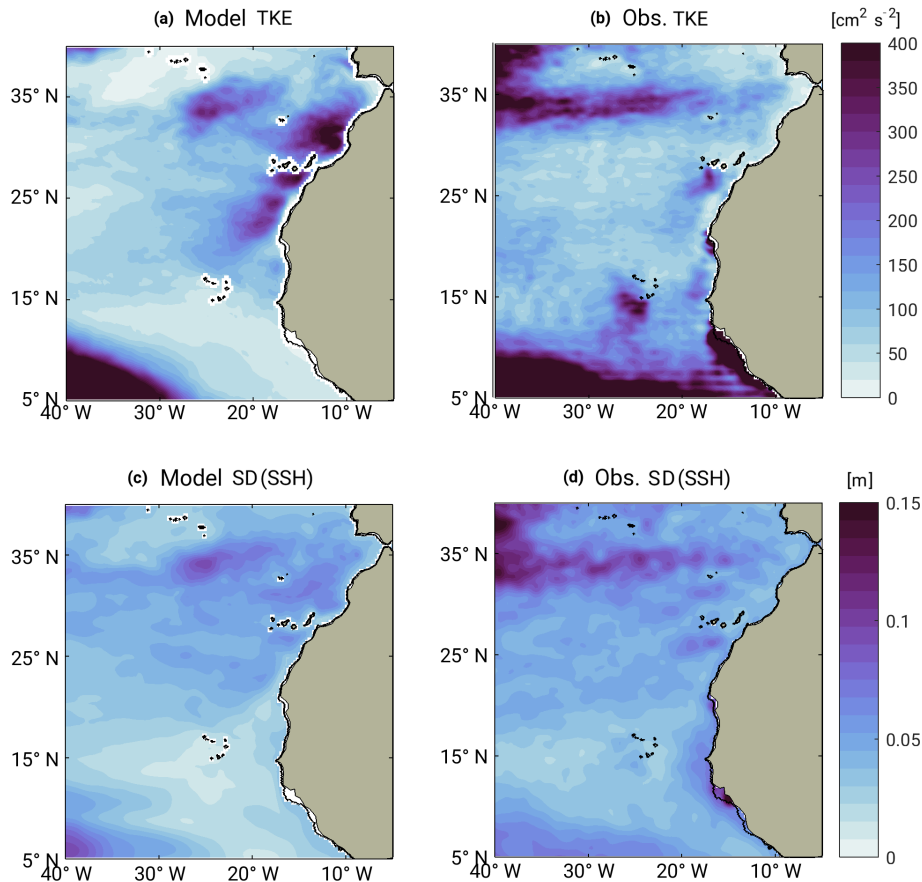 (a) Model TKE
(b) Obs. TKE
[cm² s⁻²]
35° N
25° N
15° N
5° N
40° W
30° W
20° W
10° W
35° N
25° N
15° N
5° N
40° W
30° W
20° W
10° W
400
350
300
250
200
150
100
50
0
(c) Model SD(SSH)
(d) Obs. SD(SSH)
[m]
35° N
25° N
15° N
5° N
40° W
30° W
20° W
10° W
35° N
25° N
15° N
5° N
40° W
30° W
20° W
10° W
0.15
0.1
0.05
0